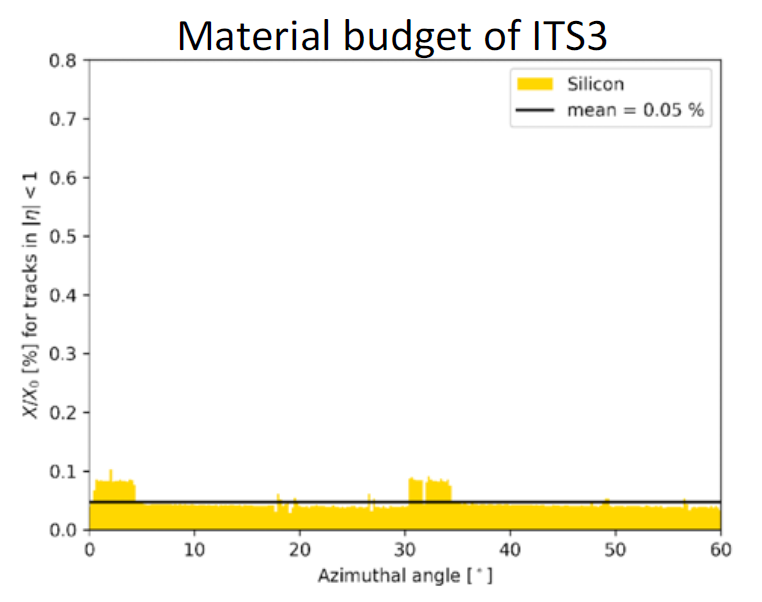 Material budget of ITS3
Silicon
mean = 0.05 %
X/X₀ [%] for tracks in |η| < 1
0.8
0.7
0.6
0.5
0.4
0.3
0.2
0.1
0.0
0 10 20 30 40 50 60
Azimuthal angle [°]